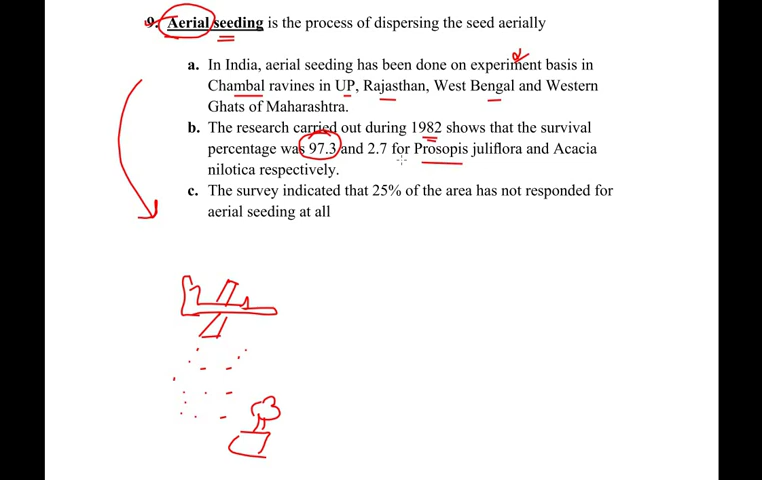 9. Aerial seeding is the process of dispersing the seed aerially
a. In India, aerial seeding has been done on experiment basis in
Chambal ravines in UP, Rajasthan, West Bengal and Western
Ghats of Maharashtra.
b. The research carried out during 1982 shows that the survival
percentage was 97.3 and 2.7 for Prosopis juliflora and Acacia
nilotica respectively.
c. The survey indicated that 25% of the area has not responded for
aerial seeding at all